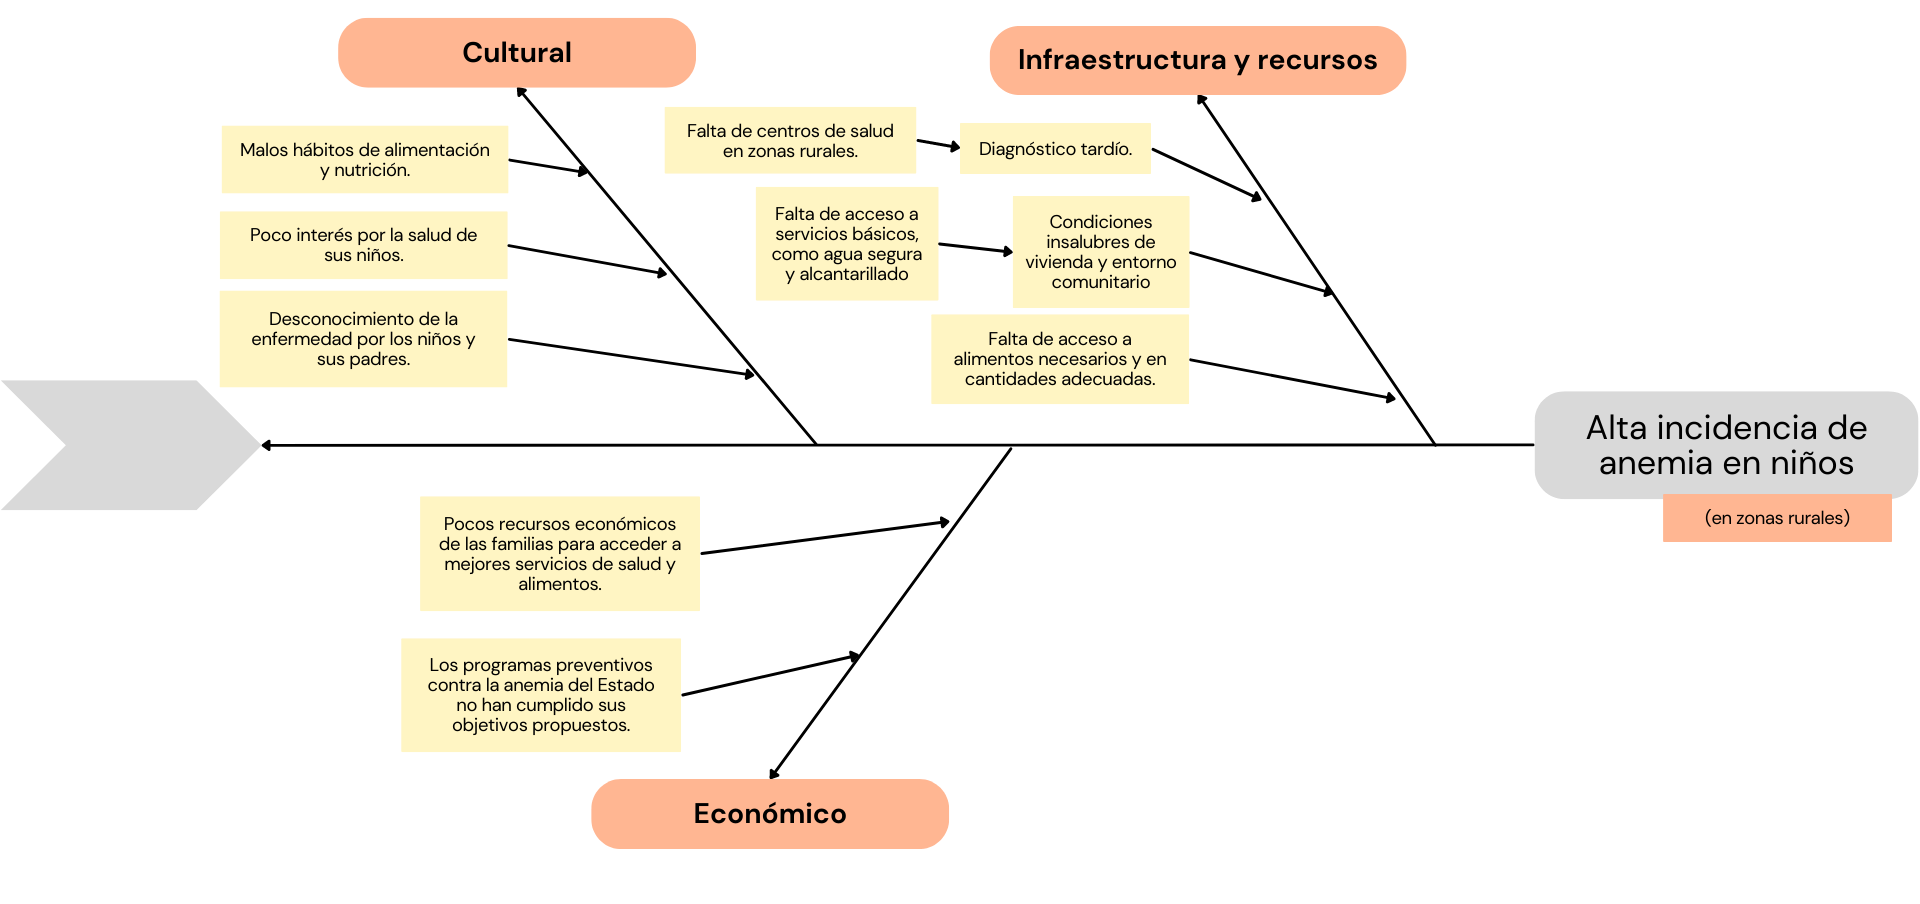 Cultural
Infraestructura y recursos
Malos hábitos de alimentación
y nutrición.
Poco interés por la salud de
sus niños.
Desconocimiento de la
enfermedad por los niños y
sus padres.
Falta de centros de salud
en zonas rurales.
Diagnóstico tardío.
Falta de acceso a
servicios básicos,
como agua segura
y alcantarillado
Condiciones
insalubres de
vivienda y entorno
comunitario
Falta de acceso a
alimentos necesarios y en
cantidades adecuadas.
Alta incidencia de
anemia en niños
(en zonas rurales)
Pocos recursos económicos
de las familias para acceder a
mejores servicios de salud y
alimentos.
Los programas preventivos
contra la anemia del Estado
no han cumplido sus
objetivos propuestos.
Económico